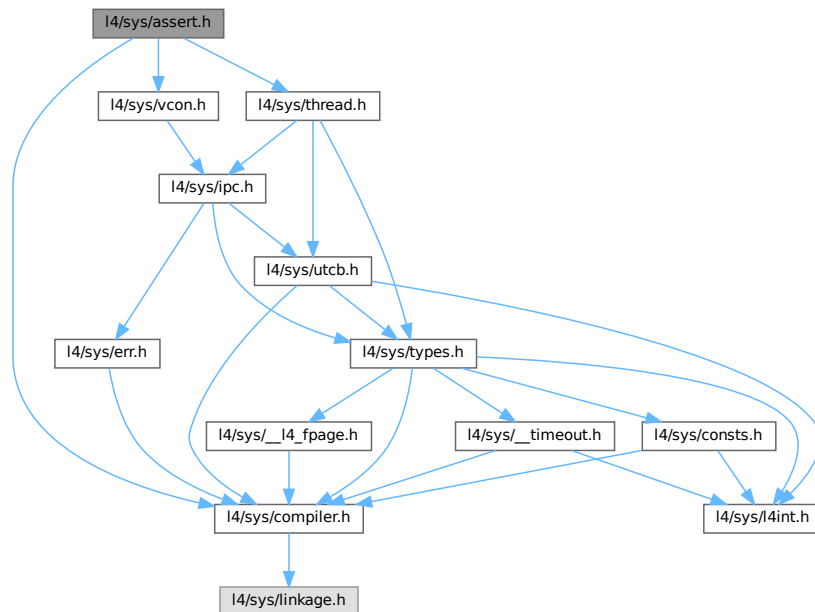 l4/sys/assert.h
l4/sys/vcon.h
l4/sys/thread.h
l4/sys/ipc.h
l4/sys/utcb.h
l4/sys/err.h
l4/sys/types.h
l4/sys/__l4_fpage.h
l4/sys/__timeout.h
l4/sys/consts.h
l4/sys/compiler.h
l4/sys/l4int.h
l4/sys/linkage.h